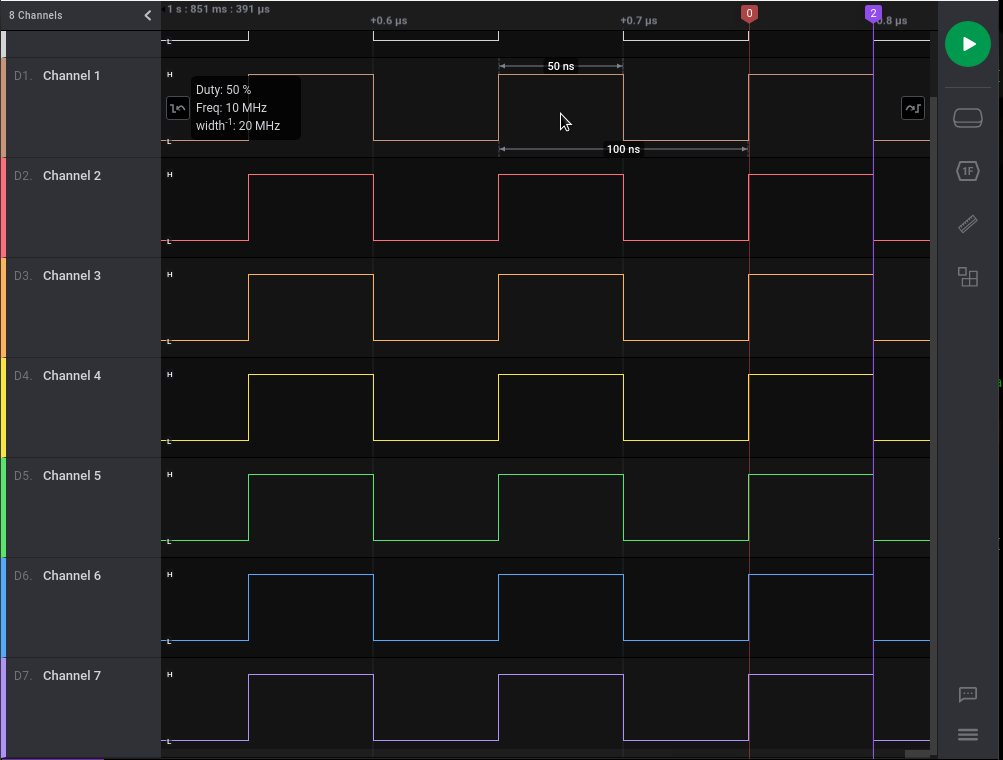 8 Channels
1 s : 851 ms : 391 µs
+0.6 µs
+0.7 µs
0
2
0.8 µs
L
D1. Channel 1
H
50 ns
Duty: 50 %
Freq: 10 MHz
width-1: 20 MHz
L
100 ns
D2. Channel 2
H
L
D3. Channel 3
H
L
D4. Channel 4
H
L
D5. Channel 5
H
L
D6. Channel 6
H
L
D7. Channel 7
H
L
1F